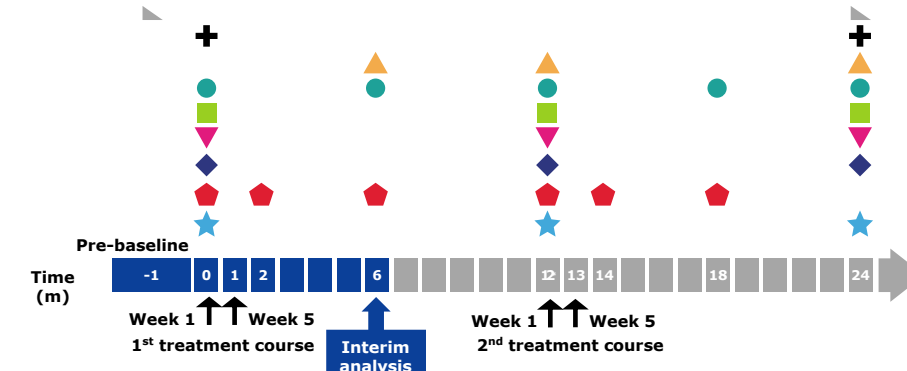 Pre-baseline
Time
(m)
-1 0 1 2 6 12 13 14 18 24
Week 1 Week 5
1st treatment course
Interim
analysis
Week 1 Week 5
2nd treatment course